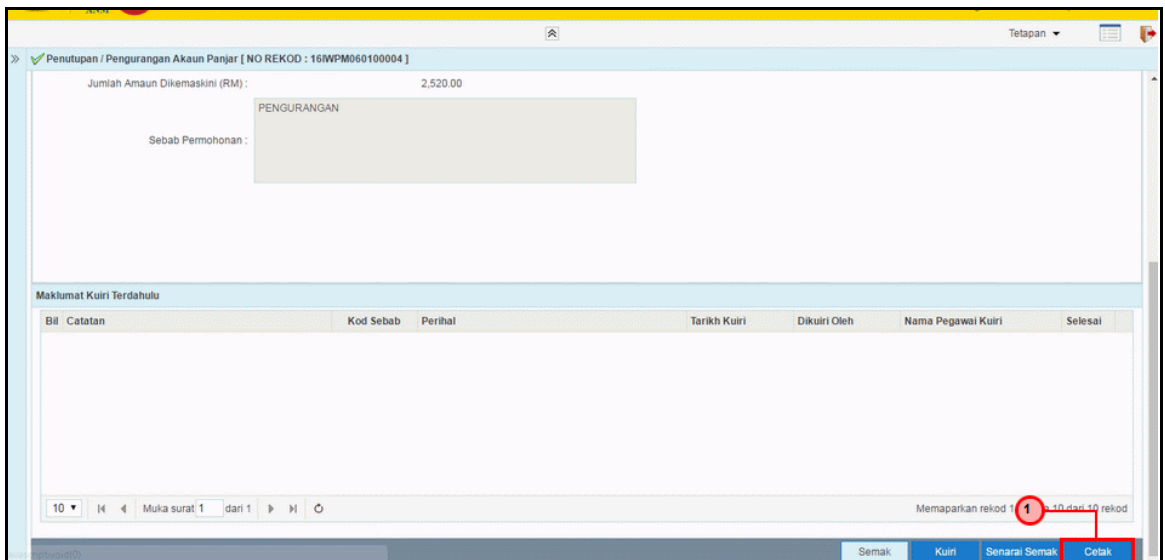 ANM
Tetapan
Penutupan / Pengurangan Akaun Panjar [ NO REKOD : 16IWPM060100004 ]
Jumlah Amaun Dikemaskini (RM) : 2,520.00
PENGURANGAN
Sebab Permohonan :
Maklumat Kuiri Terdahulu
Bil Catatan Kod Sebab Perihal Tarikh Kuiri Dikuiri Oleh Nama Pegawai Kuiri Selesai
10 Muka surat 1 dari 1 Memaparkan rekod 1 1 10 dari 10 rekod
Semak Kuiri Senarai Semak Cetak